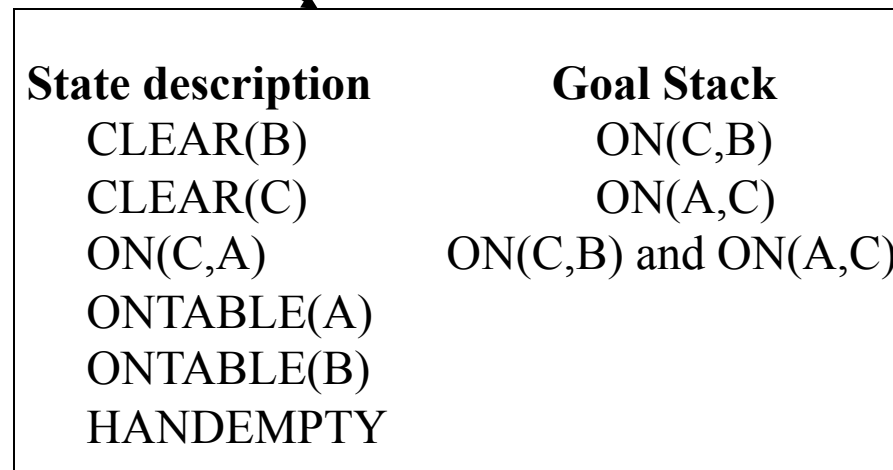 State description Goal Stack
CLEAR(B) ON(C,B)
CLEAR(C) ON(A,C)
ON(C,A) ON(C,B) and ON(A,C)
ONTABLE(A)
ONTABLE(B)
HANDEMPTY